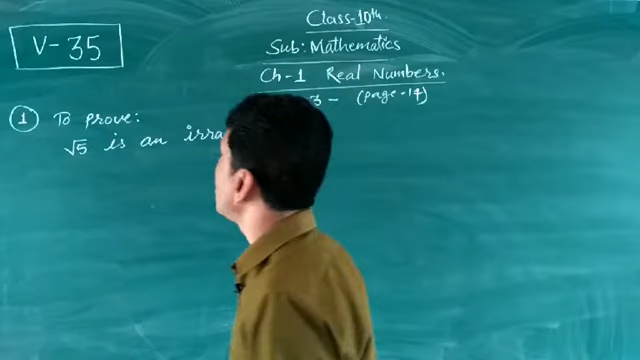 V-35
Class-10th.
Sub: Mathematics
Ch-1 Real Numbers.
3 - (page-14)
1 To prove:
√5 is an irra